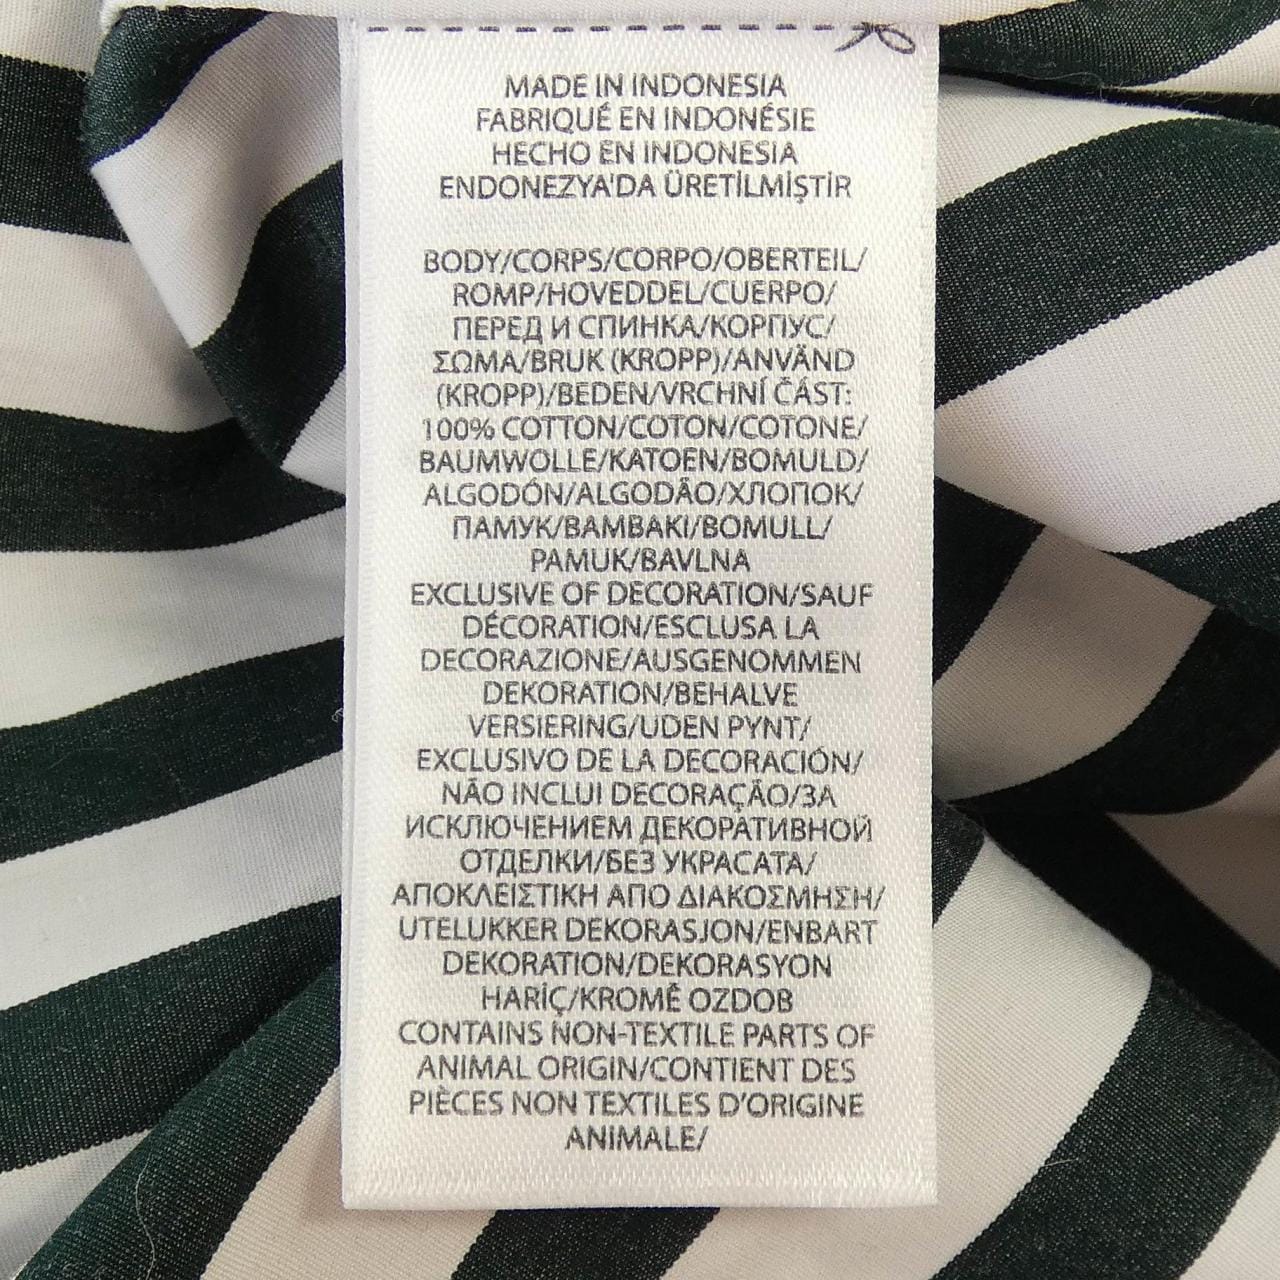 MADE IN INDONESIA
FABRIQUÉ EN INDONÉSIE
HECHO EN INDONESIA
ENDONEZYA'DA ÜRETİLMİŞTİR
BODY/CORPS/CORPO/OBERTEIL/
ROMP/HOVEDDEL/CUERPO/
ПЕРЕД И СПИНКА/КОРПУС/
ΣΩΜΑ/BRUK (KROPP)/ANVÄND
(KROPP)/BEDEN/VRCHNÍ ČÁST:
100% COTTON/COTON/COTONE/
BAUMWOLLE/KATOEN/BOMULD/
ALGODÓN/ALGODÃO/ХЛОПОК/
ПАМУК/ΒΑΜΒΑΚΙ/BOMULL/
PAMUK/BAVLNA
EXCLUSIVE OF DECORATION/SAUF
DÉCORATION/ESCLUSA LA
DECORAZIONE/AUSGENOMMEN
DEKORATION/BEHALVE
VERSIERING/UDEN PYNT/
EXCLUSIVO DE LA DECORACIÓN/
NÃO INCLUI DECORAÇÃO/ЗА
ИСКЛЮЧЕНИЕМ ДЕКОРАТИВНОЙ
ОТДЕЛКИ/БЕЗ УКРАСАТА/
ΑΠΟΚΛΕΙΣΤΙΚΗ ΑΠΟ ΔΙΑΚΟΣΜΗΣΗ/
UTELUKKER DEKORASJON/ENBART
DEKORATION/DEKORASYON
HARİÇ/KROMĚ OZDOB
CONTAINS NON-TEXTILE PARTS OF
ANIMAL ORIGIN/CONTIENT DES
PIÈCES NON TEXTILES D'ORIGINE
ANIMALE/